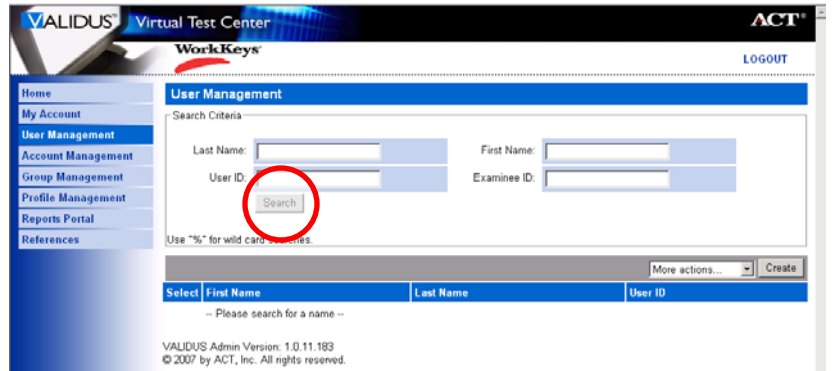 VALIDUS™ Virtual Test Center ACT®
WorkKeys®
LOGOUT
Home
My Account
User Management
Account Management
Group Management
Profile Management
Reports Portal
References
User Management
Search Criteria
Last Name: First Name:
User ID: Examinee ID:
Search
Use "%" for wild card searches.
More actions... Create
Select First Name Last Name User ID
-- Please search for a name --
VALIDUS Admin Version: 1.0.11.183
© 2007 by ACT, Inc. All rights reserved.